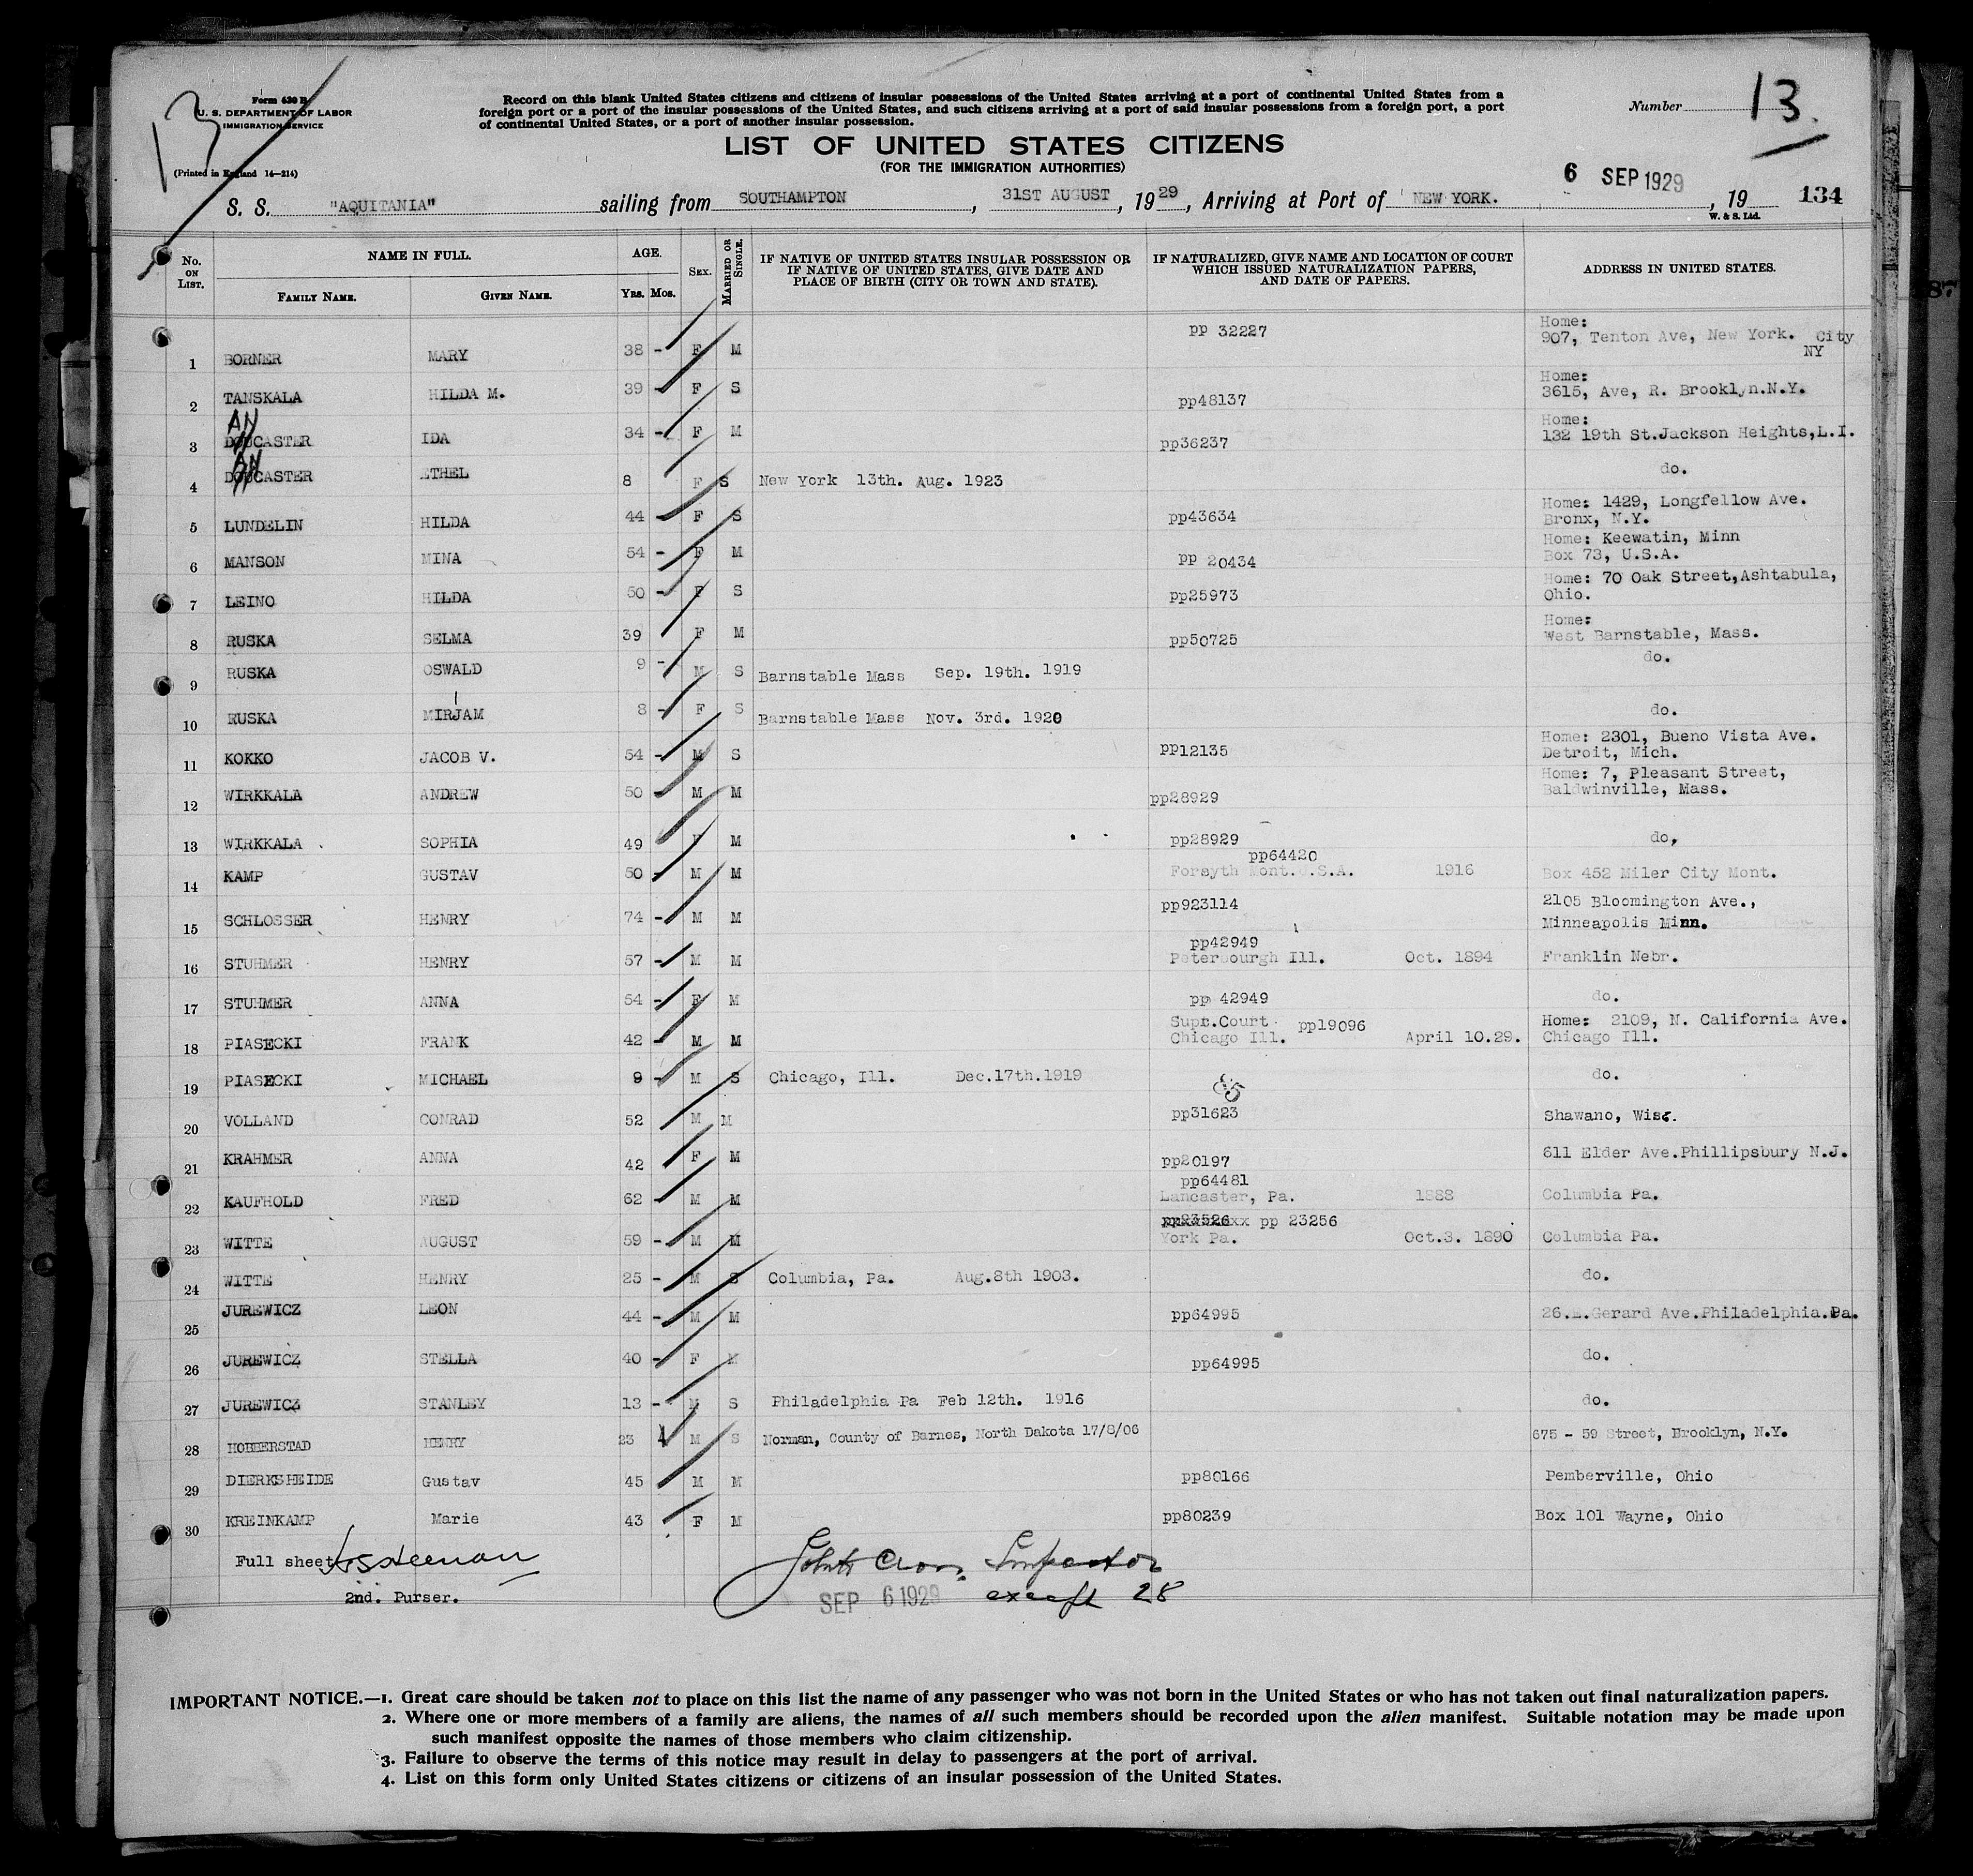 Form 630 B
U. S. DEPARTMENT OF LABOR
IMMIGRATION SERVICE
(Printed in England 14—214)
13
Record on this blank United States citizens and citizens of insular possessions of the United States arriving at a port of continental United States from a
foreign port or a port of the insular possessions of the United States, and such citizens arriving at a port of said insular possessions from a foreign port, a port
of continental United States, or a port of another insular possession.
Number 13.
LIST OF UNITED STATES CITIZENS
(FOR THE IMMIGRATION AUTHORITIES)
S. S. "AQUITANIA" sailing from SOUTHAMPTON, 31ST AUGUST, 1929, Arriving at Port of NEW YORK. 6 SEP 1929, 19 134
W. & S. Ltd.
No. ON LIST. NAME IN FULL. FAMILY NAME. GIVEN NAME. AGE. YRS. MOS. SEX. MARRIED OR SINGLE. IF NATIVE OF UNITED STATES INSULAR POSSESSION OR IF NATIVE OF UNITED STATES, GIVE DATE AND PLACE OF BIRTH (CITY OR TOWN AND STATE). IF NATURALIZED, GIVE NAME AND LOCATION OF COURT WHICH ISSUED NATURALIZATION PAPERS, AND DATE OF PAPERS. ADDRESS IN UNITED STATES.
1 BORNER MARY 38 - F M pp 32227 Home: 907, Tenton Ave, New York. City NY
2 TANSKALA HILDA M. 39 - F S pp48137 Home: 3615, Ave, R. Brooklyn.N.Y.
AN
3 DOUCASTER IDA 34 - F M pp36237 Home: 132 19th St.Jackson Heights,L.I.
AN
4 DOUCASTER ETHEL 8 F S New York 13th. Aug. 1923 do.
5 LUNDELIN HILDA 44 - F S pp43634 Home: 1429, Longfellow Ave. Bronx, N.Y.
6 MANSON MINA 54 - F M pp 20434 Home: Keewatin, Minn Box 73, U.S.A.
7 LEINO HILDA 50 - F S pp25973 Home: 70 Oak Street,Ashtabula, Ohio.
8 RUSKA SELMA 39 F M pp50725 Home: West Barnstable, Mass.
9 RUSKA OSWALD 9 - M S Barnstable Mass Sep. 19th. 1919 do.
10 RUSKA MIRJAM 8 - F S Barnstable Mass Nov. 3rd. 1920 do.
11 KOKKO JACOB V. 54 - M S pp12135 Home: 2301, Bueno Vista Ave. Detroit, Mich.
12 WIRKKALA ANDREW 50 - M M pp28929 Home: 7, Pleasant Street, Baldwinville, Mass.
13 WIRKKALA SOPHIA 49 F M pp28929 do,
14 KAMP GUSTAV 50 - M M pp64420 Forsyth Mont.U.S.A. 1916 Box 452 Miler City Mont.
15 SCHLOSSER HENRY 74 - M M pp923114 2105 Bloomington Ave., Minneapolis Minn.
16 STUHMER HENRY 57 - M M pp42949 Peterbourgh Ill. Oct. 1894 Franklin Nebr.
17 STUHMER ANNA 54 - F M pp 42949 do.
18 PIASECKI FRANK 42 - M M Supr.Court Chicago Ill. pp19096 April 10.29. Home: 2109, N. California Ave. Chicago Ill.
19 PIASECKI MICHAEL 9 - M S Chicago, Ill. Dec.17th.1919 do.
20 VOLLAND CONRAD 52 M M pp31623 Shawano, Wisc.
21 KRAHMER ANNA 42 F M pp20197 611 Elder Ave.Phillipsbury N.J.
22 KAUFHOLD FRED 62 - M M pp64481 Lancaster, Pa. 1888 Columbia Pa.
23 WITTE AUGUST 59 - M M pp23526xx pp 23256 York Pa. Oct.3. 1890 Columbia Pa.
24 WITTE HENRY 25 - M S Columbia, Pa. Aug.8th 1903. do.
25 JUREWICZ LEON 44 - M M pp64995 26.E.Gerard Ave.Philadelphia.Pa.
26 JUREWICZ STELLA 40 - F M pp64995 do.
27 JUREWICZ STANLEY 13 - M S Philadelphia Pa Feb 12th. 1916 do.
28 HOBBERSTAD HENRY 23 M S Norman, County of Barnes, North Dakota 17/8/06 675 - 59 Street, Brooklyn, N.Y.
29 DIERKSHEIDE Gustav 45 M M pp80166 Pemberville, Ohio
30 KREINKAMP Marie 43 F M pp80239 Box 101 Wayne, Ohio
Full sheet
2nd. Purser.
Inspector
SEP 6 1929 except 28
IMPORTANT NOTICE.—1. Great care should be taken not to place on this list the name of any passenger who was not born in the United States or who has not taken out final naturalization papers.
2. Where one or more members of a family are aliens, the names of all such members should be recorded upon the alien manifest. Suitable notation may be made upon
such manifest opposite the names of those members who claim citizenship.
3. Failure to observe the terms of this notice may result in delay to passengers at the port of arrival.
4. List on this form only United States citizens or citizens of an insular possession of the United States.